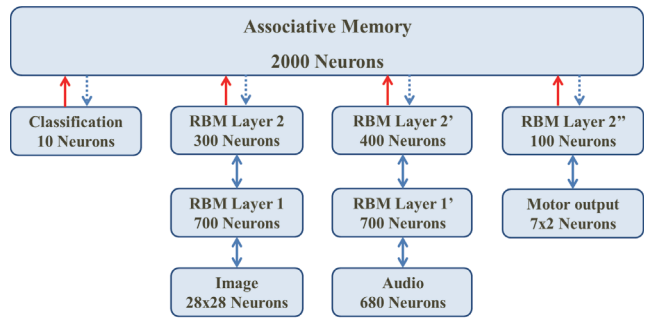 Associative Memory
2000 Neurons
Classification
10 Neurons
RBM Layer 2
300 Neurons
RBM Layer 2’
400 Neurons
RBM Layer 2”
100 Neurons
RBM Layer 1
700 Neurons
RBM Layer 1’
700 Neurons
Motor output
7x2 Neurons
Image
28x28 Neurons
Audio
680 Neurons